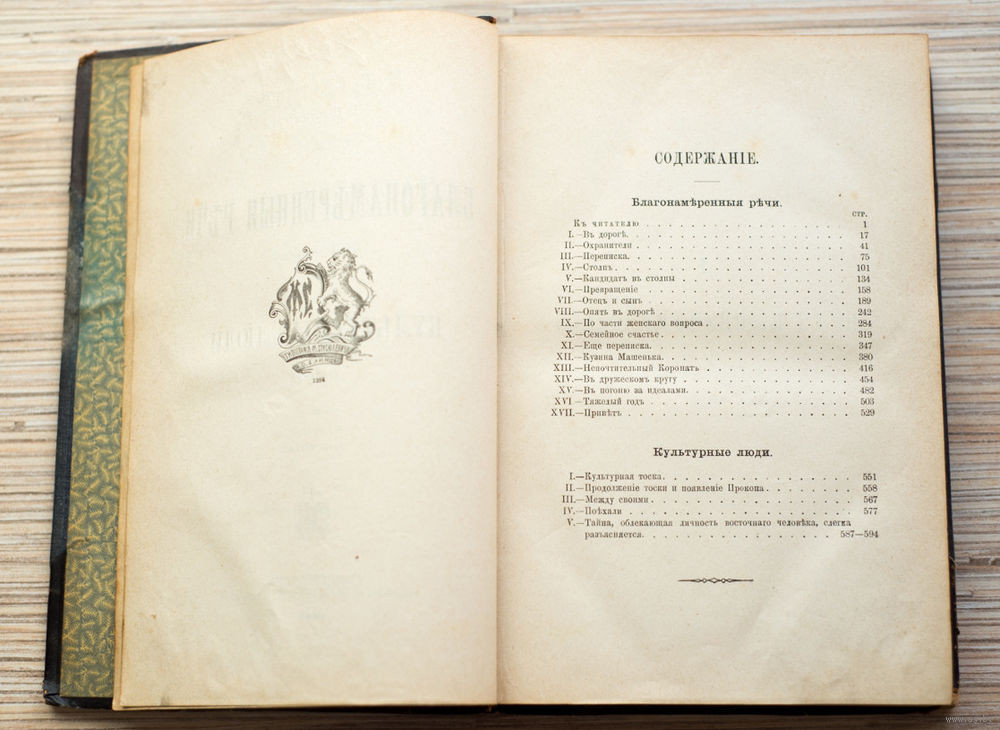 СОДЕРЖАНІЕ.
Благонамѣренныя рѣчи.
СТР.
Къ читателю . . . 1
I.—Въ дорогѣ. . . . 17
II.—Охранители . . . 41
III.—Переписка. . . . 75
IV.—Столпъ. . . . 101
V.—Кандидатъ въ столпы . . . 134
VI.—Превращеніе . . . 158
VII.—Отецъ и сынъ . . . 189
VIII.—Опять въ дорогѣ . . . 242
IX.—По части женскаго вопроса . . . 284
X.—Семейное счастье . . . 319
XI.—Еще переписка. . . . 347
XII.—Кузина Машенька. . . . 380
XIII.—Непочтительный Коронатъ . . . 416
XIV.—Въ дружескомъ кругу . . . 454
XV.—Въ погоню за идеалами. . . . 482
XVI—Тяжелый годъ . . . 503
XVII.—Привѣтъ . . . 529
Культурные люди.
I.—Культурная тоска. . . . 551
II.—Продолженіе тоски и появленіе Прокопа . . . 558
III.—Между своими . . . 567
IV.—Поѣхали . . . 577
V.—Тайна, облекающая личность восточнаго человѣка, слегка
разъясняется. . . . 587—594